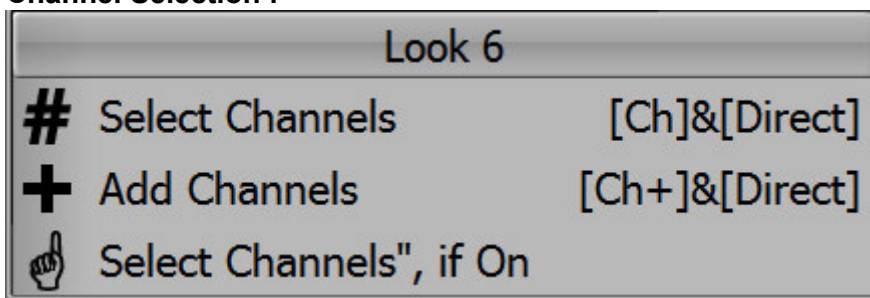 Look 6
# Select Channels [Ch]&[Direct]
+ Add Channels [Ch+]&[Direct]
Select Channels", if On